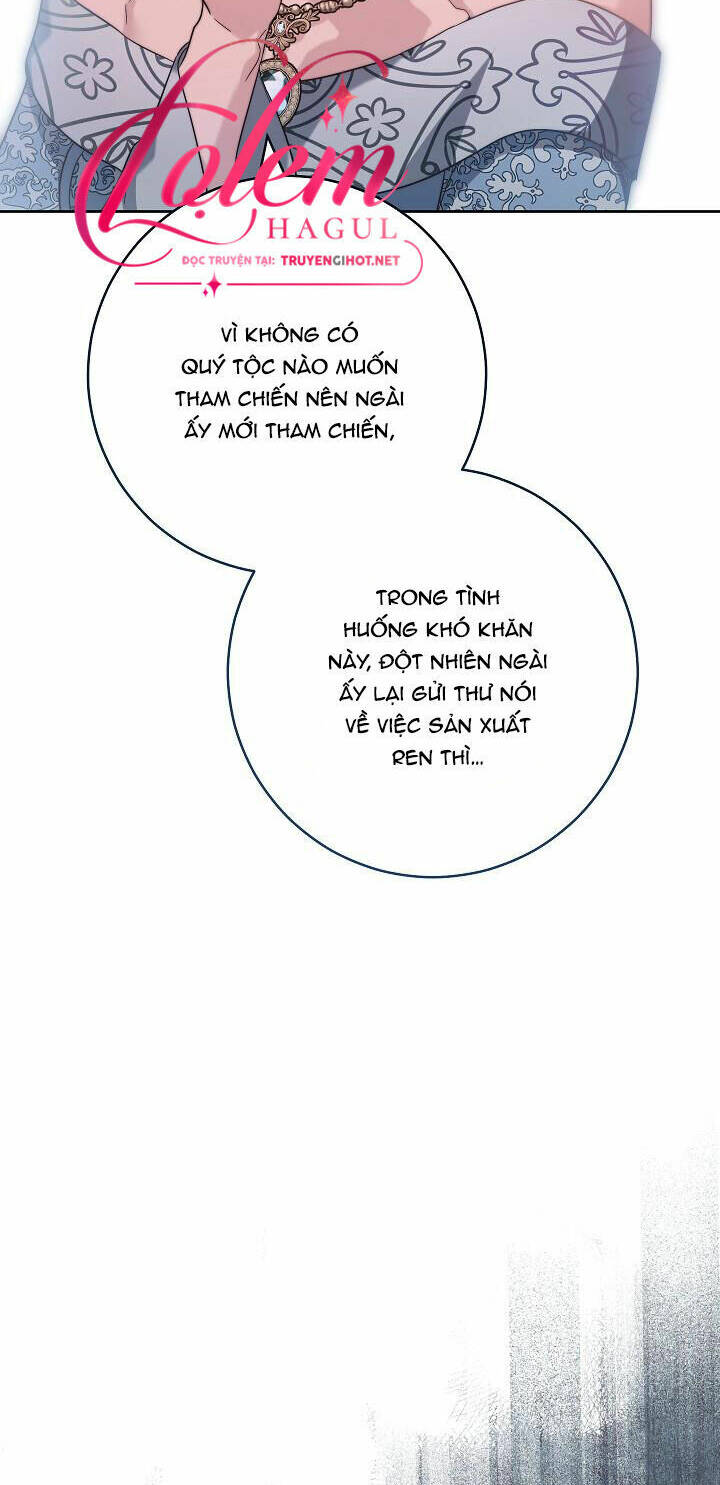 Lọlem
HAGUL
ĐỌC TRUYỆN TẠI: TRUYENGIHOT.NET
VÌ KHÔNG CÓ
QUÝ TỘC NÀO MUỐN
THAM CHIẾN NÊN NGÀI
ẤY MỚI THAM CHIẾN,
TRONG TÌNH
HUỐNG KHÓ KHĂN
NÀY, ĐỘT NHIÊN NGÀI
ẤY LẠI GỬI THƯ NÓI
VỀ VIỆC SẢN XUẤT
REN THÌ...